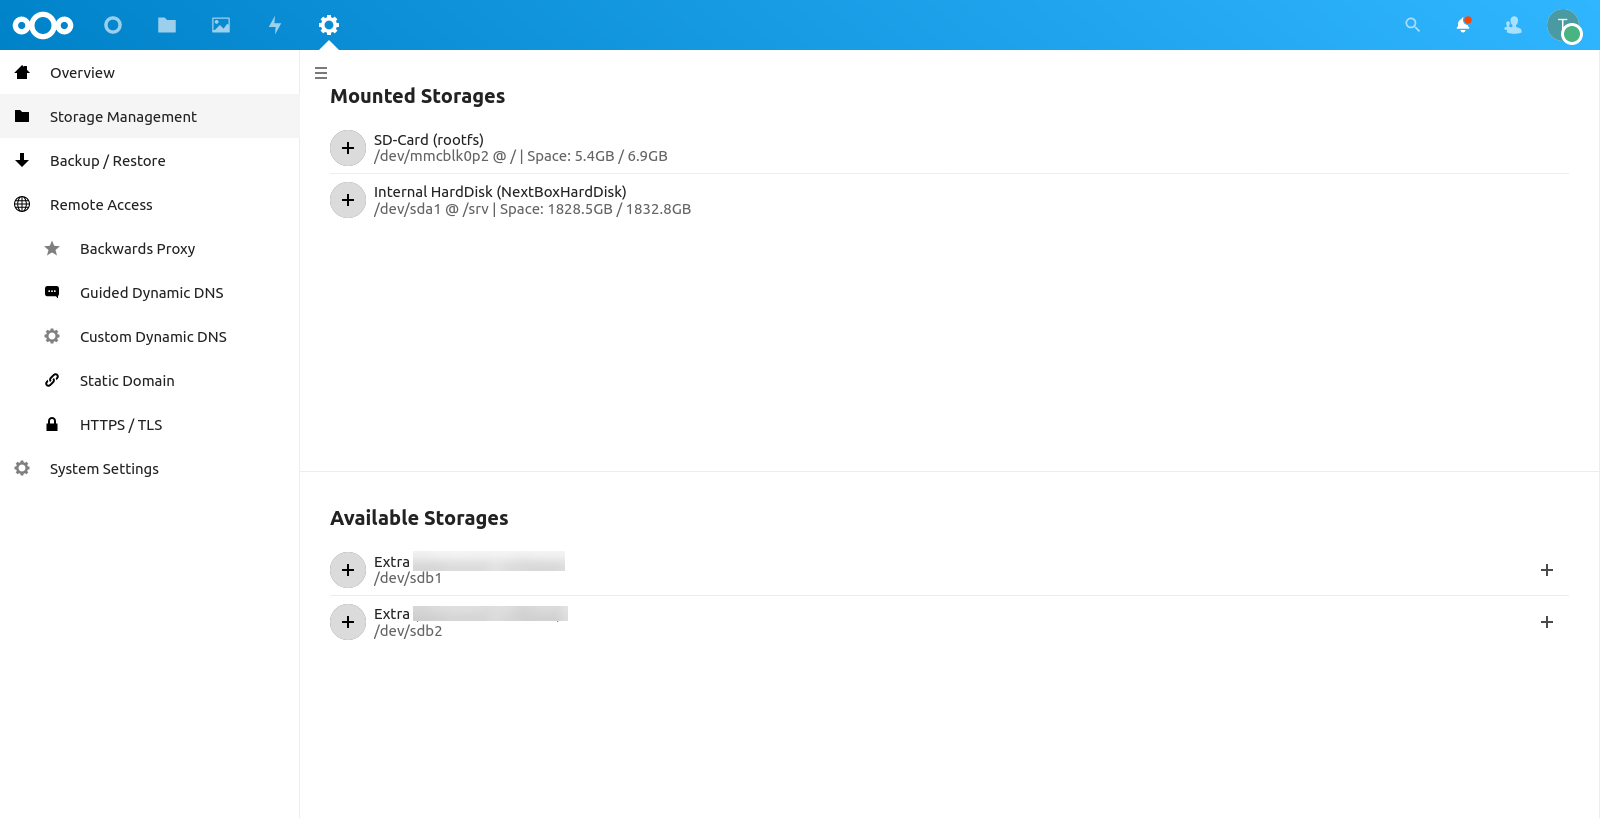 T
Overview
Storage Management
Backup / Restore
Remote Access
Backwards Proxy
Guided Dynamic DNS
Custom Dynamic DNS
Static Domain
HTTPS / TLS
System Settings
Mounted Storages
SD-Card (rootfs)
/dev/mmcblk0p2 @ / | Space: 5.4GB / 6.9GB
Internal HardDisk (NextBoxHardDisk)
/dev/sda1 @ /srv | Space: 1828.5GB / 1832.8GB
Available Storages
Extra
/dev/sdb1
Extra
/dev/sdb2